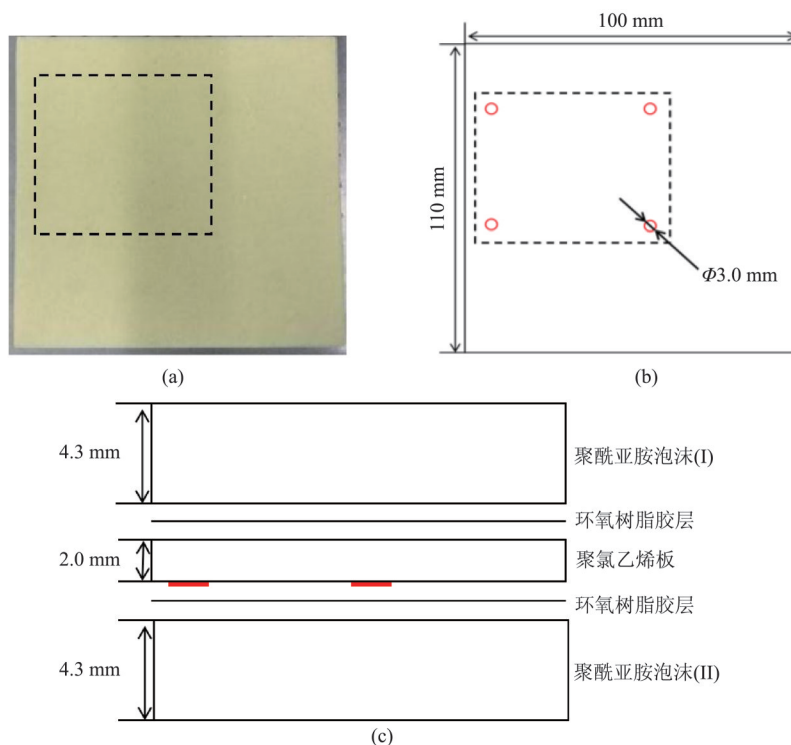 100 mm
110 mm
Φ3.0 mm
(a)
(b)
4.3 mm
聚酰亚胺泡沫(I)
环氧树脂胶层
2.0 mm
聚氯乙烯板
环氧树脂胶层
4.3 mm
聚酰亚胺泡沫(II)
(c)